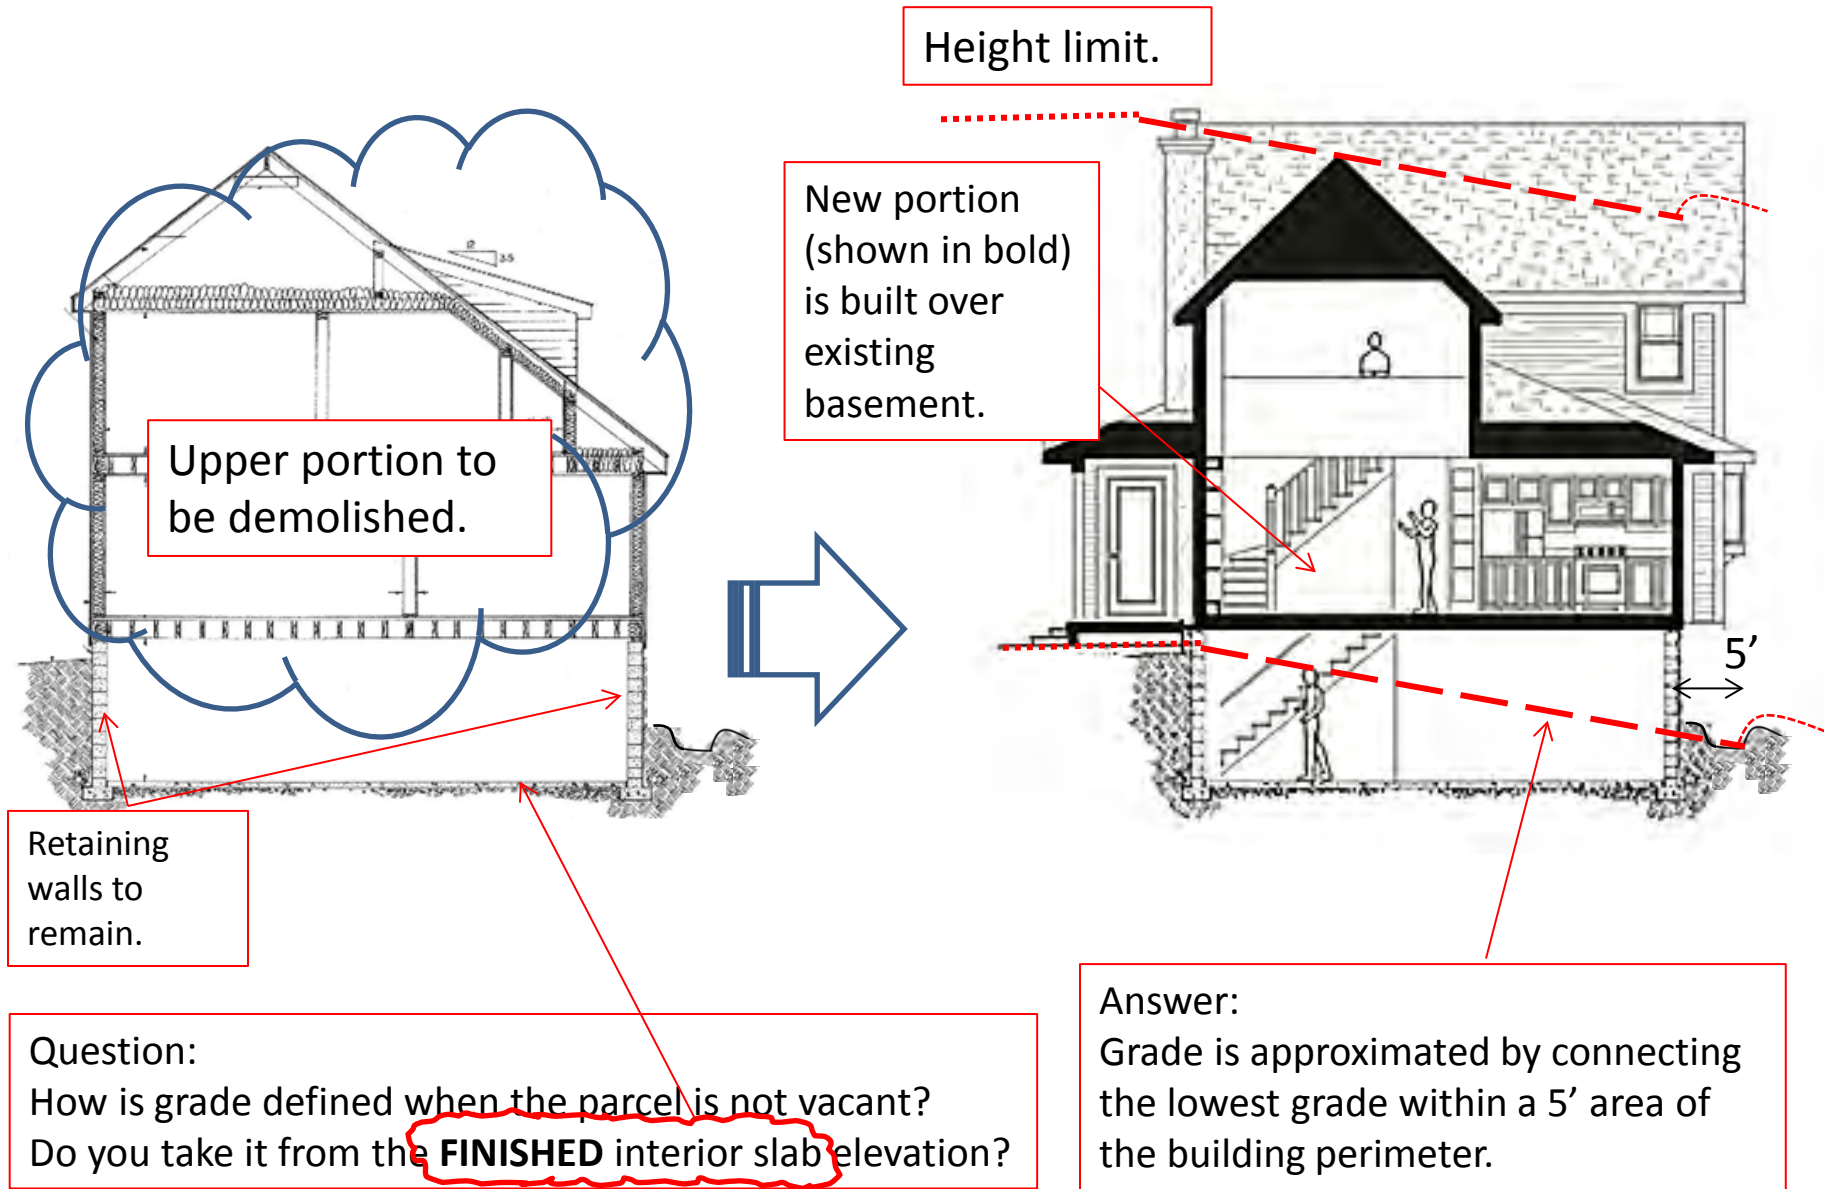 Height limit.
New portion
(shown in bold)
is built over
existing
basement.
12
3.5
Upper portion to
be demolished.
5’
Retaining
walls to
remain.
Question:
How is grade defined when the parcel is not vacant?
Do you take it from the FINISHED interior slab elevation?
Answer:
Grade is approximated by connecting
the lowest grade within a 5’ area of
the building perimeter.